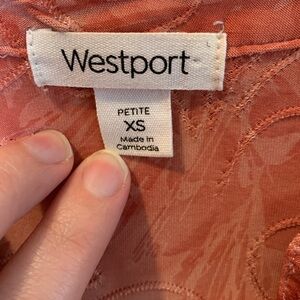 Westport
PETITE
XS
Made in
Cambodia